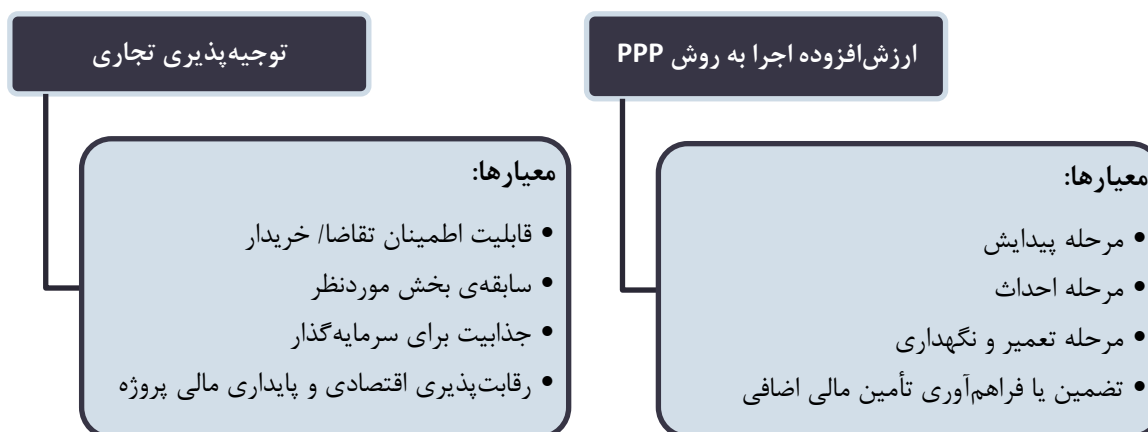 ارزش‌افزوده اجرا به روش PPP
معیارها:
• مرحله پیدایش
• مرحله احداث
• مرحله تعمیر و نگهداری
• تضمین یا فراهم‌آوری تأمین مالی اضافی
توجیه‌پذیری تجاری
معیارها:
• قابلیت اطمینان تقاضا/ خریدار
• سابقه‌ی بخش موردنظر
• جذابیت برای سرمایه‌گذار
• رقابت‌پذیری اقتصادی و پایداری مالی پروژه